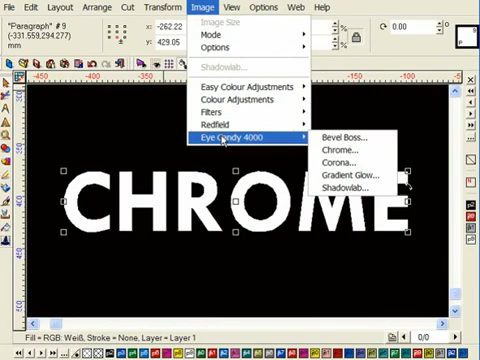 File Edit Layout Arrange Cut Transform Image View Options Web Help
"Paragraph" # 9
(-331.559,294.277)
mm
X: -262.22
Y: 429.05
0.00
9
Image Size
Mode
Options
Shadowlab...
Easy Colour Adjustments
Colour Adjustments
Filters
Redfield
Eye Candy 4000
Bevel Boss...
Chrome...
Corona...
Gradient Glow...
Shadowlab...
-450 -400 -350 -150 -100
CHROME
0/0
Fill = RGB: Weiß, Stroke = None, Layer = Layer 1